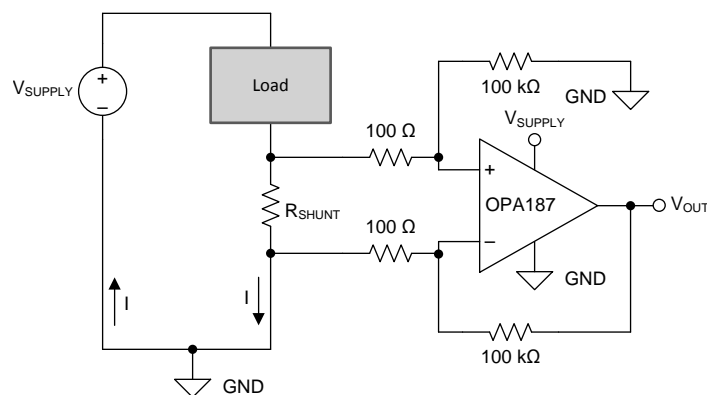 100 kΩ
GND
Load
VSUPPLY
+
−
VSUPPLY
100 Ω
+
OPA187
VOUT
RSHUNT
100 Ω
−
GND
I
I
100 kΩ
GND